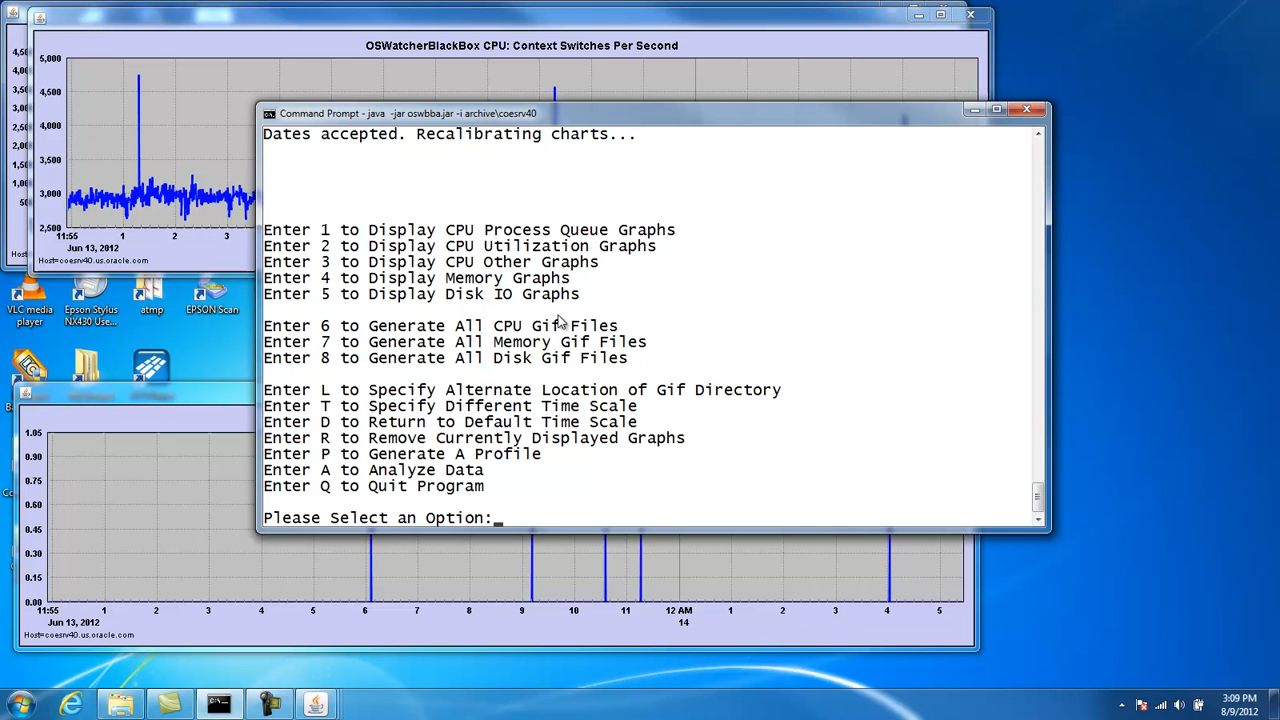 OSWatcherBlackBox CPU: Context Switches Per Second
5,000
4,500
4,000
3,500
3,000
2,500
11:55 1 2 3
Jun 13, 2012
Host=coesrv40.us.oracle.com
Command Prompt - java -jar oswbba.jar -i archive\coesrv40
Dates accepted. Recalibrating charts...
Enter 1 to Display CPU Process Queue Graphs
Enter 2 to Display CPU Utilization Graphs
Enter 3 to Display CPU Other Graphs
Enter 4 to Display Memory Graphs
Enter 5 to Display Disk IO Graphs
Enter 6 to Generate All CPU Gif Files
Enter 7 to Generate All Memory Gif Files
Enter 8 to Generate All Disk Gif Files
Enter L to Specify Alternate Location of Gif Directory
Enter T to Specify Different Time Scale
Enter D to Return to Default Time Scale
Enter R to Remove Currently Displayed Graphs
Enter P to Generate A Profile
Enter A to Analyze Data
Enter Q to Quit Program
Please Select an Option:
VLC media
player
Epson Stylus
NX430 Use...
atmp
EPSON Scan
1.05
0.90
0.75
0.60
0.45
0.30
0.15
0.00
11:55 1 2 3 4 5 6 7 8 9 10 11 12 AM 1 2 3 4 5
Jun 13, 2012 14
Host=coesrv40.us.oracle.com
3:09 PM
8/9/2012